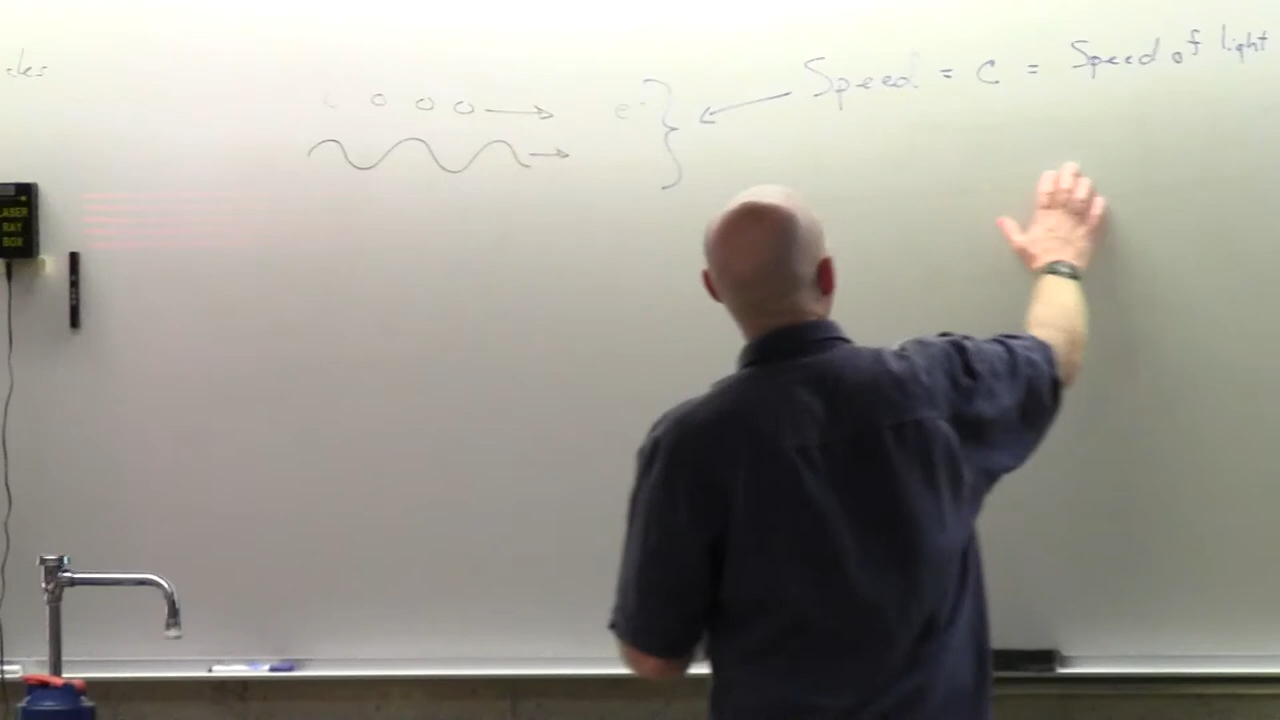 Speed = c = Speed of light
e-
LASER
RAY
BOX